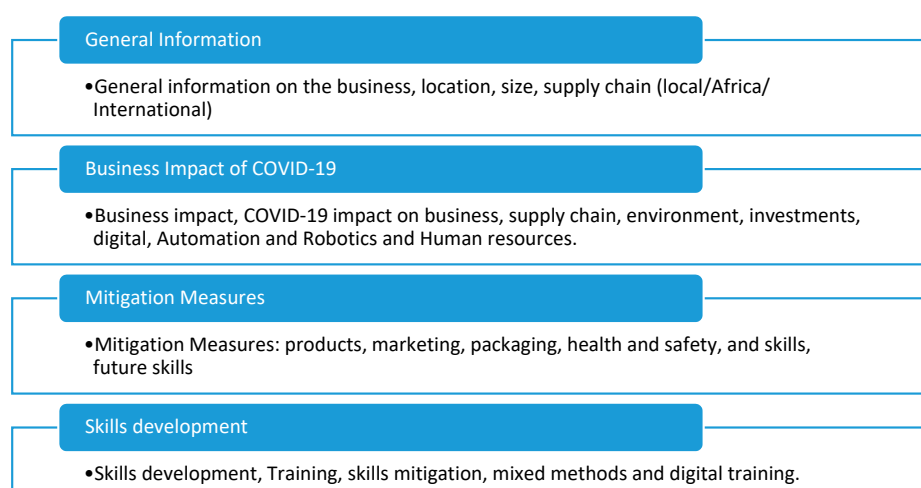 General Information
•General information on the business, location, size, supply chain (local/Africa/
International)
Business Impact of COVID-19
•Business impact, COVID-19 impact on business, supply chain, environment, investments,
digital, Automation and Robotics and Human resources.
Mitigation Measures
•Mitigation Measures: products, marketing, packaging, health and safety, and skills,
future skills
Skills development
•Skills development, Training, skills mitigation, mixed methods and digital training.